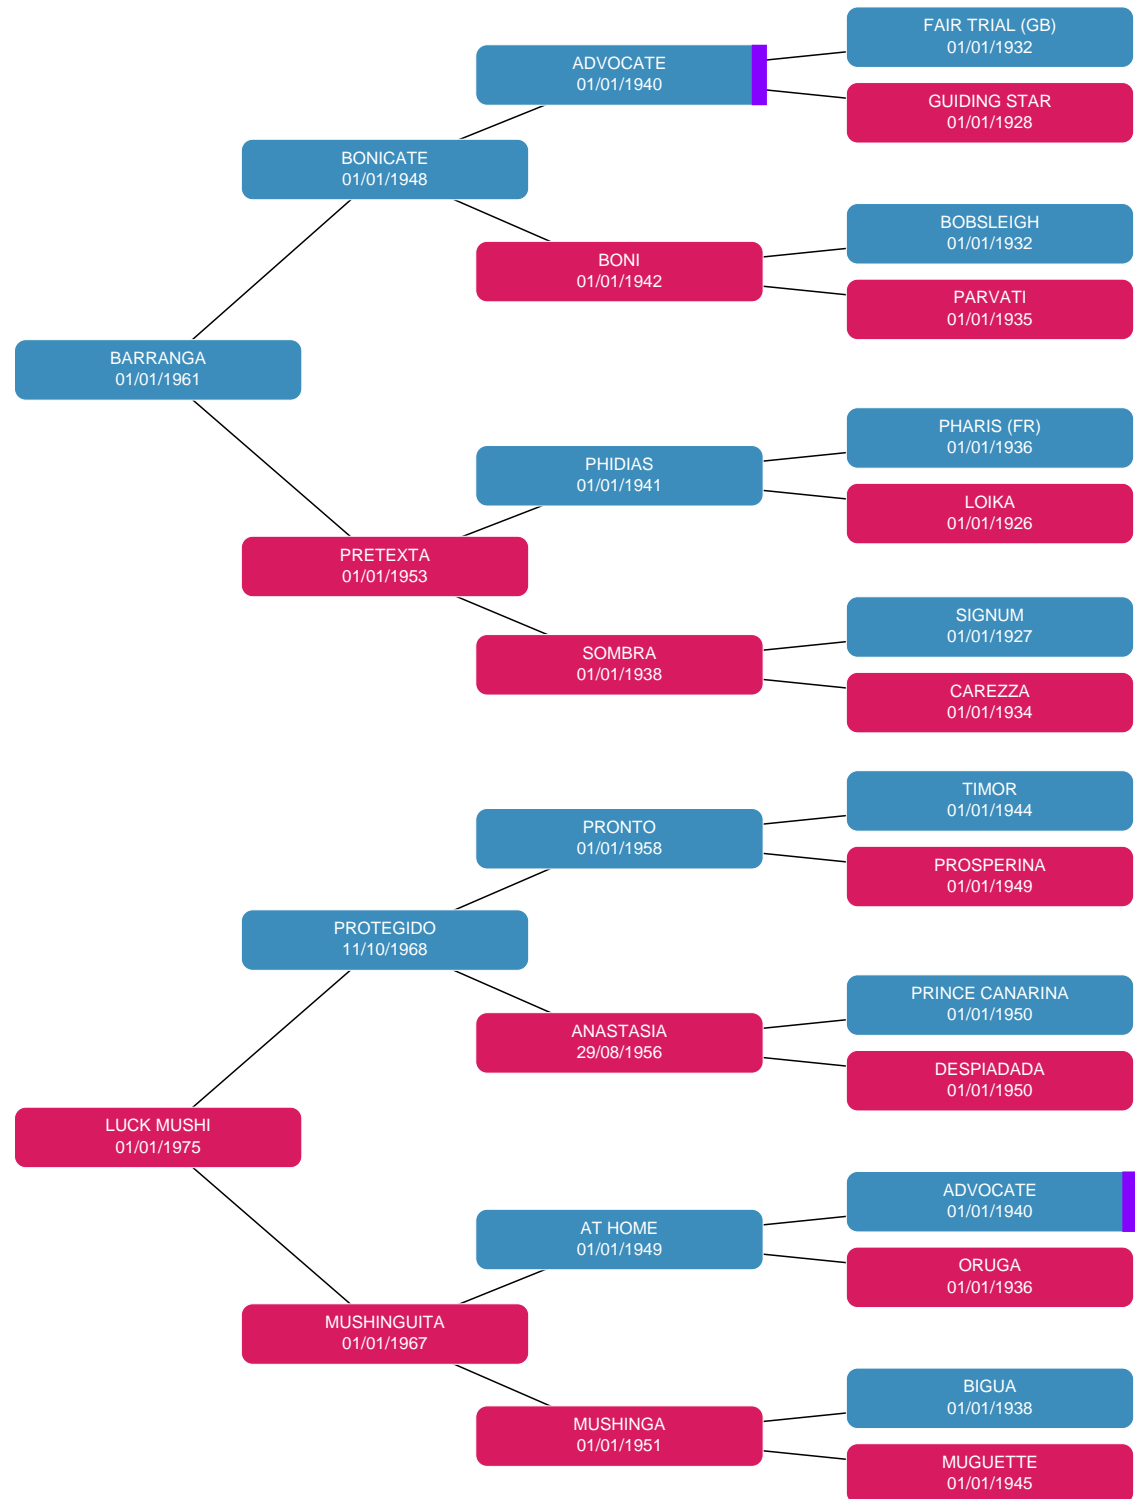 FAIR TRIAL (GB)
01/01/1932
ADVOCATE
01/01/1940
GUIDING STAR
01/01/1928
BONICATE
01/01/1948
BOBSLEIGH
01/01/1932
BONI
01/01/1942
PARVATI
01/01/1935
BARRANGA
01/01/1961
PHARIS (FR)
01/01/1936
PHIDIAS
01/01/1941
LOIKA
01/01/1926
PRETEXTA
01/01/1953
SIGNUM
01/01/1927
SOMBRA
01/01/1938
CAREZZA
01/01/1934
TIMOR
01/01/1944
PRONTO
01/01/1958
PROSPERINA
01/01/1949
PROTEGIDO
11/10/1968
PRINCE CANARINA
01/01/1950
ANASTASIA
29/08/1956
DESPIADADA
01/01/1950
LUCK MUSHI
01/01/1975
ADVOCATE
01/01/1940
AT HOME
01/01/1949
ORUGA
01/01/1936
MUSHINGUITA
01/01/1967
BIGUA
01/01/1938
MUSHINGA
01/01/1951
MUGUETTE
01/01/1945